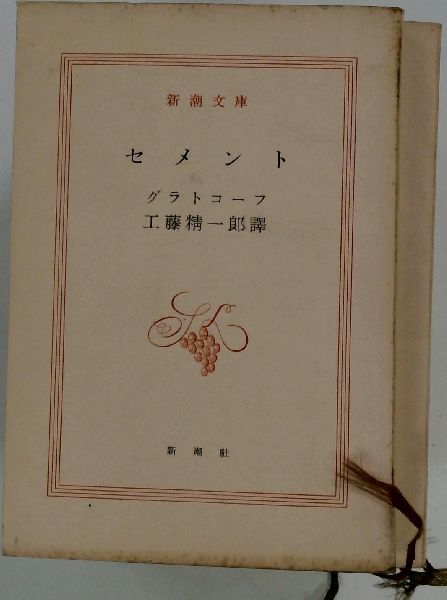 新潮文庫
セメント
グラトコーフ
工藤精一郎譯
新潮社